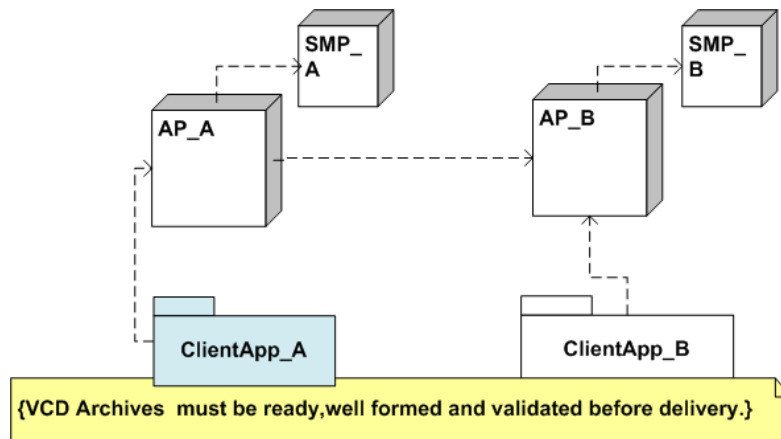 SMP_
A
SMP_
B
AP_A
AP_B
ClientApp_A
ClientApp_B
{VCD Archives  must be ready,well formed and validated before delivery.}